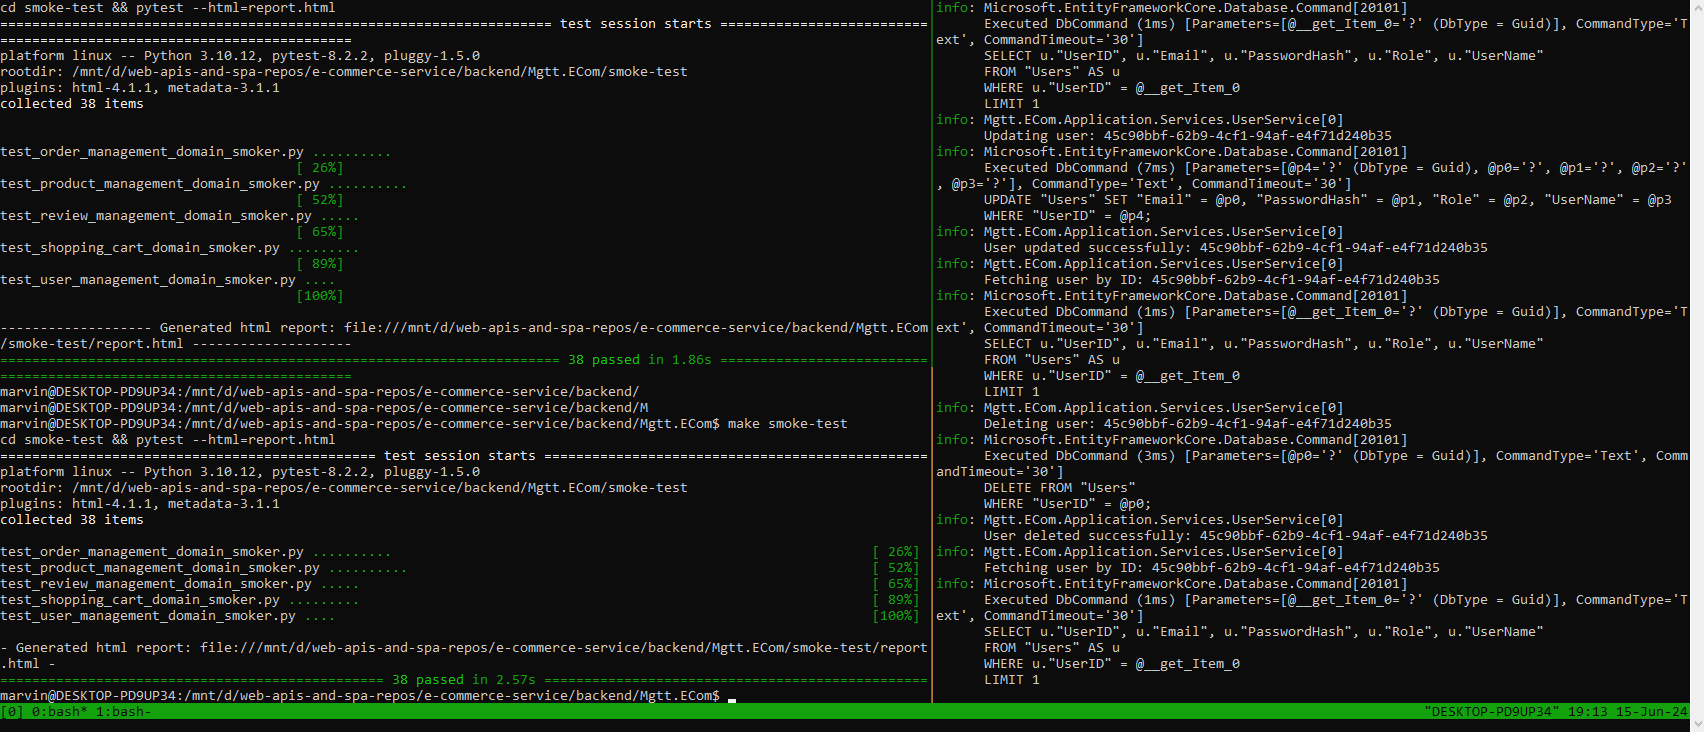 cd smoke-test && pytest --html=report.html
===================================================================== test session starts ==========================
============================================
platform linux -- Python 3.10.12, pytest-8.2.2, pluggy-1.5.0
rootdir: /mnt/d/web-apis-and-spa-repos/e-commerce-service/backend/Mgtt.ECom/smoke-test
plugins: html-4.1.1, metadata-3.1.1
collected 38 items
test_order_management_domain_smoker.py ..........
[ 26%]
test_product_management_domain_smoker.py ..........
[ 52%]
test_review_management_domain_smoker.py .....
[ 65%]
test_shopping_cart_domain_smoker.py .........
[ 89%]
test_user_management_domain_smoker.py ....
[100%]
------------------- Generated html report: file:///mnt/d/web-apis-and-spa-repos/e-commerce-service/backend/Mgtt.ECom
/smoke-test/report.html --------------------
====================================================================== 38 passed in 1.86s ==========================
============================================
marvin@DESKTOP-PD9UP34:/mnt/d/web-apis-and-spa-repos/e-commerce-service/backend/
marvin@DESKTOP-PD9UP34:/mnt/d/web-apis-and-spa-repos/e-commerce-service/backend/M
marvin@DESKTOP-PD9UP34:/mnt/d/web-apis-and-spa-repos/e-commerce-service/backend/Mgtt.ECom$ make smoke-test
cd smoke-test && pytest --html=report.html
=============================================== test session starts ================================================
platform linux -- Python 3.10.12, pytest-8.2.2, pluggy-1.5.0
rootdir: /mnt/d/web-apis-and-spa-repos/e-commerce-service/backend/Mgtt.ECom/smoke-test
plugins: html-4.1.1, metadata-3.1.1
collected 38 items
test_order_management_domain_smoker.py .......... [ 26%]
test_product_management_domain_smoker.py .......... [ 52%]
test_review_management_domain_smoker.py ..... [ 65%]
test_shopping_cart_domain_smoker.py ......... [ 89%]
test_user_management_domain_smoker.py .... [100%]
- Generated html report: file:///mnt/d/web-apis-and-spa-repos/e-commerce-service/backend/Mgtt.ECom/smoke-test/report
.html -
================================================ 38 passed in 2.57s ================================================
marvin@DESKTOP-PD9UP34:/mnt/d/web-apis-and-spa-repos/e-commerce-service/backend/Mgtt.ECom$
info: Microsoft.EntityFrameworkCore.Database.Command[20101]
Executed DbCommand (1ms) [Parameters=[@__get_Item_0='?' (DbType = Guid)], CommandType='T
ext', CommandTimeout='30']
SELECT u."UserID", u."Email", u."PasswordHash", u."Role", u."UserName"
FROM "Users" AS u
WHERE u."UserID" = @__get_Item_0
LIMIT 1
info: Mgtt.ECom.Application.Services.UserService[0]
Updating user: 45c90bbf-62b9-4cf1-94af-e4f71d240b35
info: Microsoft.EntityFrameworkCore.Database.Command[20101]
Executed DbCommand (7ms) [Parameters=[@p4='?' (DbType = Guid), @p0='?', @p1='?', @p2='?'
, @p3='?'], CommandType='Text', CommandTimeout='30']
UPDATE "Users" SET "Email" = @p0, "PasswordHash" = @p1, "Role" = @p2, "UserName" = @p3
WHERE "UserID" = @p4;
info: Mgtt.ECom.Application.Services.UserService[0]
User updated successfully: 45c90bbf-62b9-4cf1-94af-e4f71d240b35
info: Mgtt.ECom.Application.Services.UserService[0]
Fetching user by ID: 45c90bbf-62b9-4cf1-94af-e4f71d240b35
info: Microsoft.EntityFrameworkCore.Database.Command[20101]
Executed DbCommand (1ms) [Parameters=[@__get_Item_0='?' (DbType = Guid)], CommandType='T
ext', CommandTimeout='30']
SELECT u."UserID", u."Email", u."PasswordHash", u."Role", u."UserName"
FROM "Users" AS u
WHERE u."UserID" = @__get_Item_0
LIMIT 1
info: Mgtt.ECom.Application.Services.UserService[0]
Deleting user: 45c90bbf-62b9-4cf1-94af-e4f71d240b35
info: Microsoft.EntityFrameworkCore.Database.Command[20101]
Executed DbCommand (3ms) [Parameters=[@p0='?' (DbType = Guid)], CommandType='Text', Comm
andTimeout='30']
DELETE FROM "Users"
WHERE "UserID" = @p0;
info: Mgtt.ECom.Application.Services.UserService[0]
User deleted successfully: 45c90bbf-62b9-4cf1-94af-e4f71d240b35
info: Mgtt.ECom.Application.Services.UserService[0]
Fetching user by ID: 45c90bbf-62b9-4cf1-94af-e4f71d240b35
info: Microsoft.EntityFrameworkCore.Database.Command[20101]
Executed DbCommand (1ms) [Parameters=[@__get_Item_0='?' (DbType = Guid)], CommandType='T
ext', CommandTimeout='30']
SELECT u."UserID", u."Email", u."PasswordHash", u."Role", u."UserName"
FROM "Users" AS u
WHERE u."UserID" = @__get_Item_0
LIMIT 1
[0] 0:bash* 1:bash- "DESKTOP-PD9UP34" 19:13 15-Jun-24